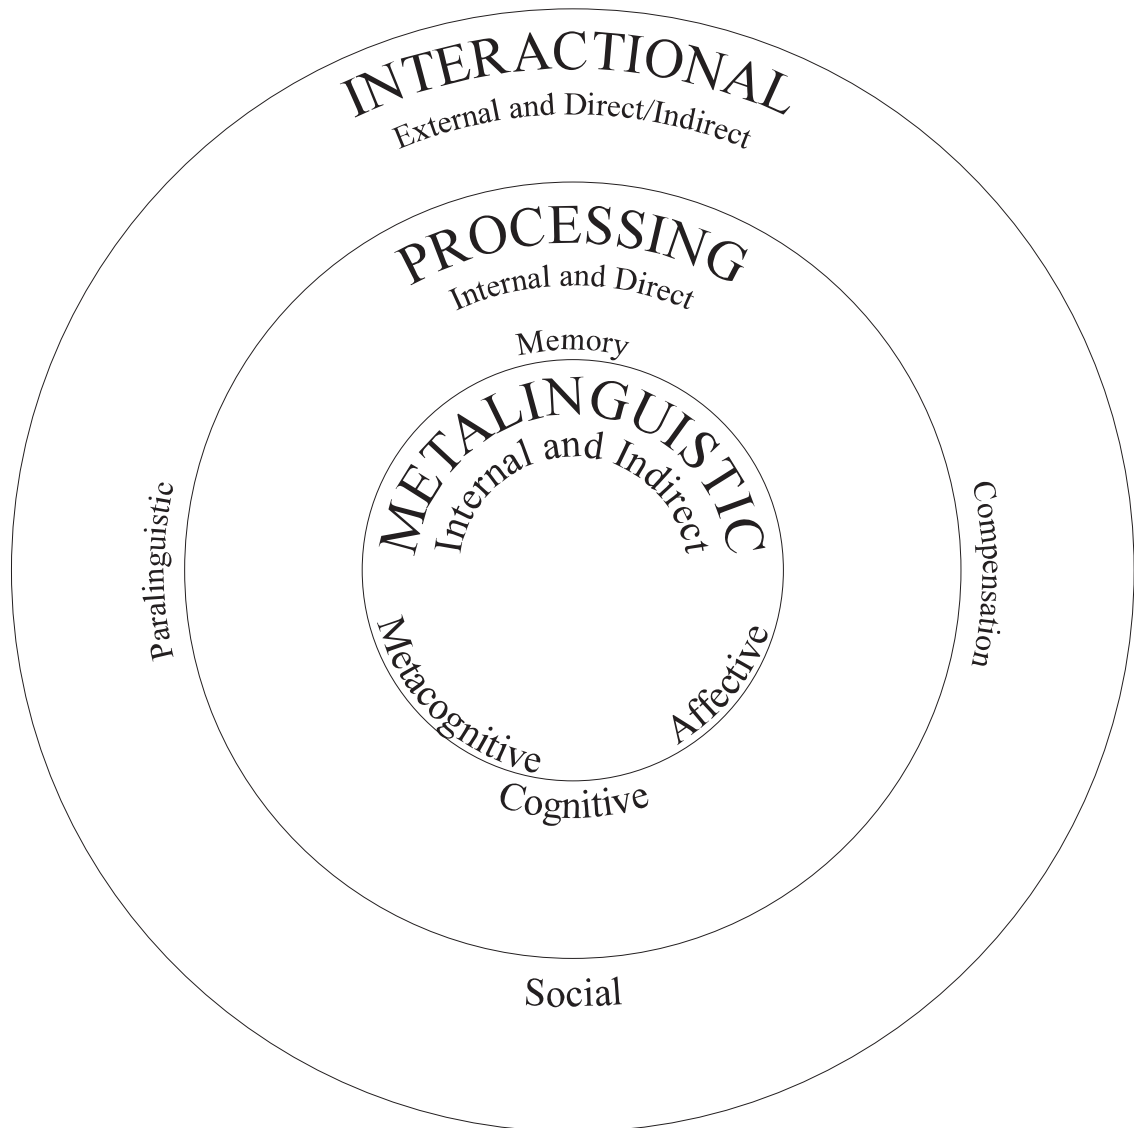 INTERACTIONAL
External and Direct/Indirect
PROCESSING
Internal and Direct
Memory
METALINGUISTIC
Internal and Indirect
Paralinguistic
Compensation
Metacognitive
Affective
Cognitive
Social